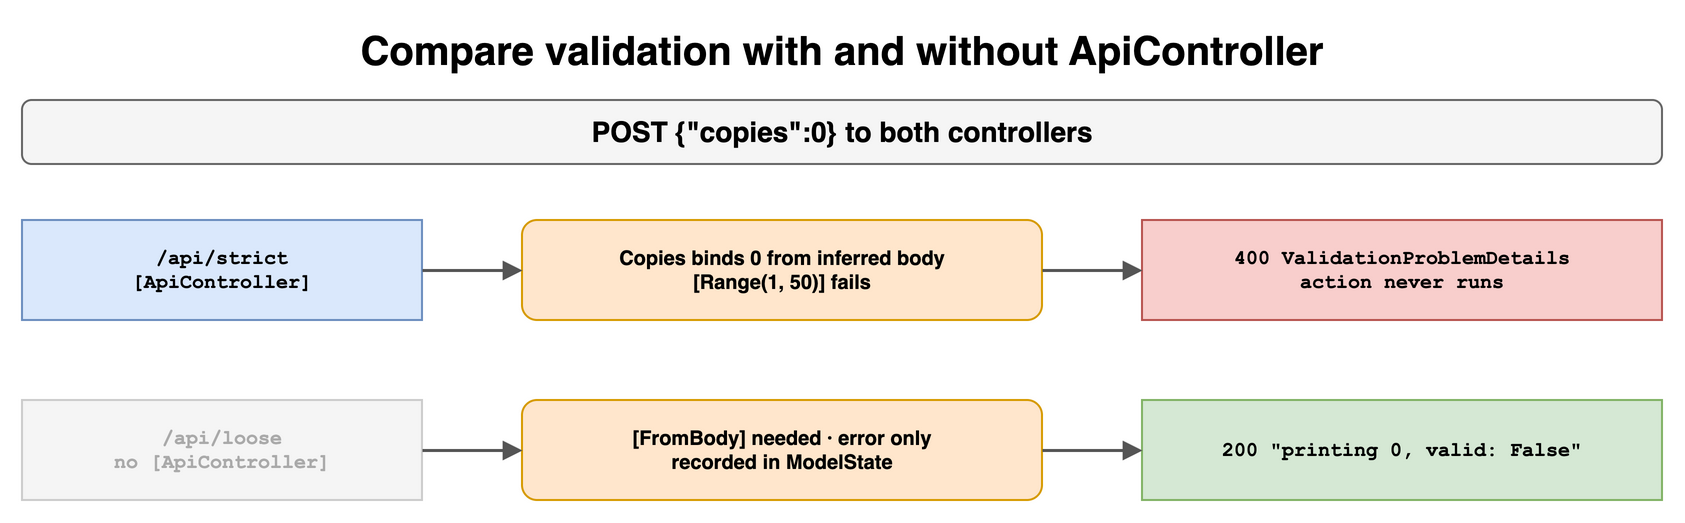 Compare validation with and without ApiController
POST {"copies":0} to both controllers
/api/strict
[ApiController]
Copies binds 0 from inferred body
[Range(1, 50)] fails
400 ValidationProblemDetails
action never runs
/api/loose
no [ApiController]
[FromBody] needed · error only
recorded in ModelState
200 "printing 0, valid: False"